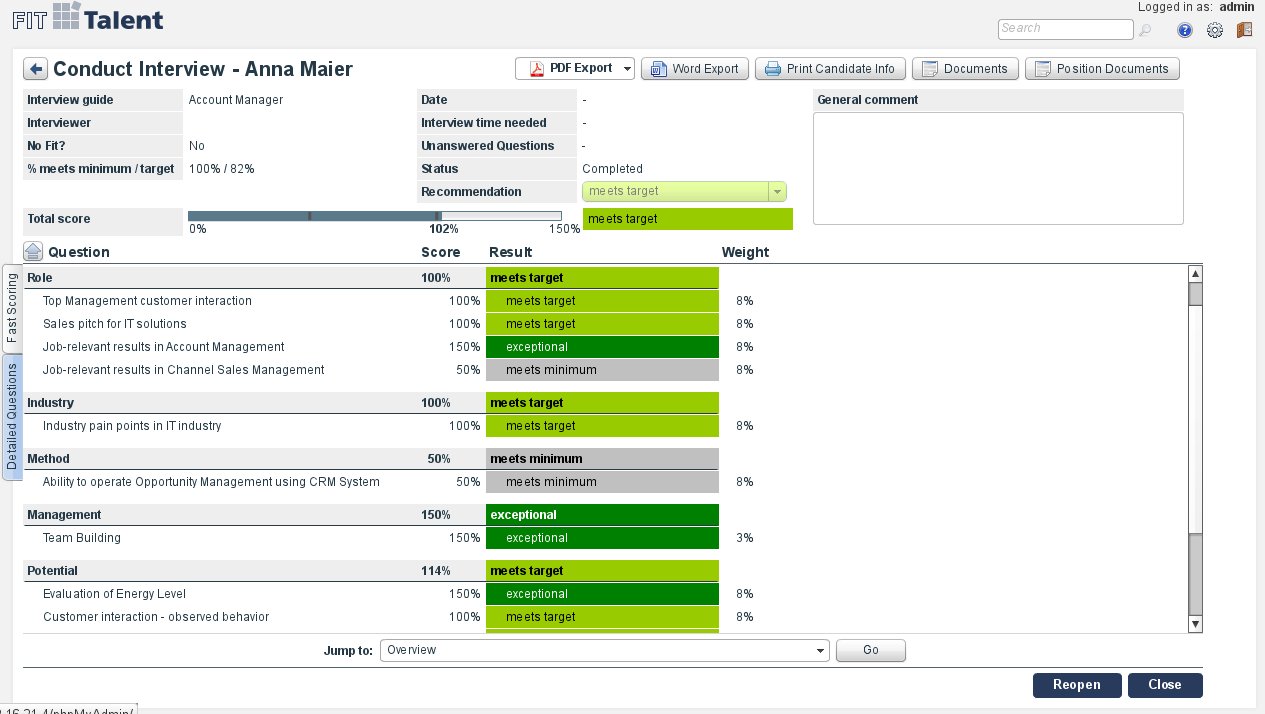 FIT Talent
Logged in as: admin
Search
Conduct Interview - Anna Maier
PDF Export
Word Export
Print Candidate Info
Documents
Position Documents
Interview guide Account Manager
Interviewer
No Fit? No
% meets minimum / target 100% / 82%
Date -
Interview time needed -
Unanswered Questions -
Status Completed
Recommendation meets target
General comment
Total score 0% 102% 150% meets target
Question Score Result Weight
Fast Scoring
Detailed Questions
Role 100% meets target
Top Management customer interaction 100% meets target 8%
Sales pitch for IT solutions 100% meets target 8%
Job-relevant results in Account Management 150% exceptional 8%
Job-relevant results in Channel Sales Management 50% meets minimum 8%
Industry 100% meets target
Industry pain points in IT industry 100% meets target 8%
Method 50% meets minimum
Ability to operate Opportunity Management using CRM System 50% meets minimum 8%
Management 150% exceptional
Team Building 150% exceptional 3%
Potential 114% meets target
Evaluation of Energy Level 150% exceptional 8%
Customer interaction - observed behavior 100% meets target 8%
Jump to: Overview Go
Reopen Close